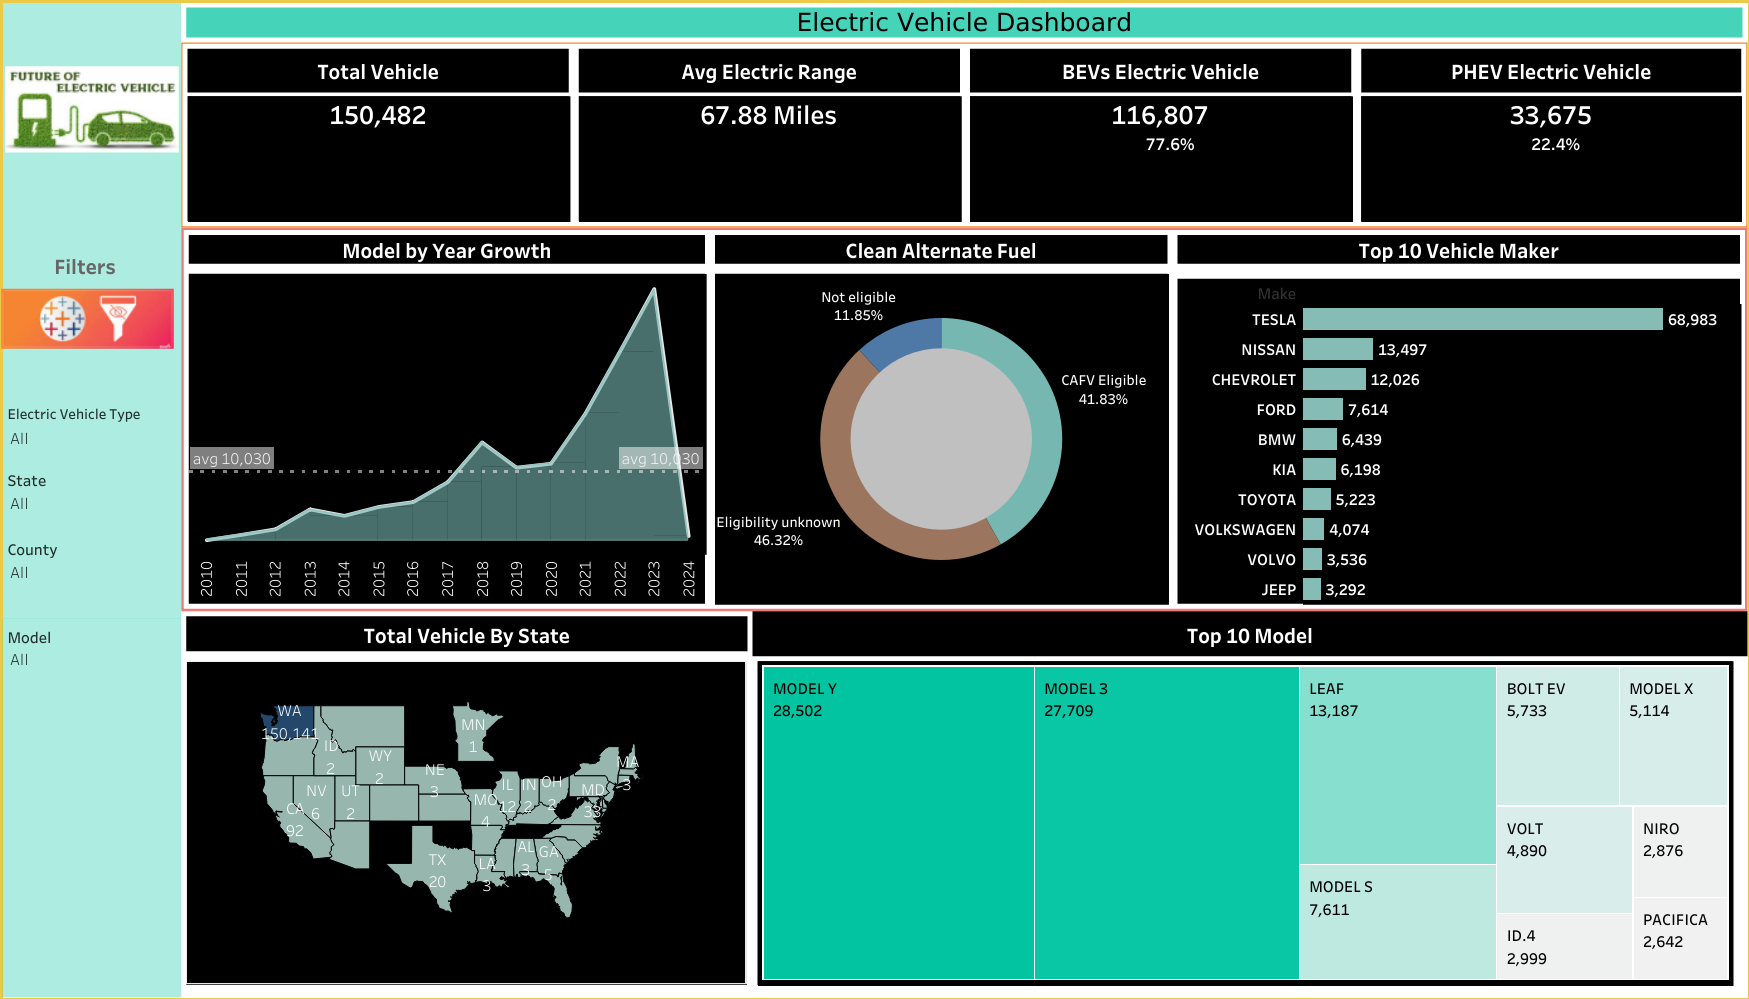 Electric Vehicle Dashboard
FUTURE OF
ELECTRIC VEHICLE
Total Vehicle
150,482
Avg Electric Range
67.88 Miles
BEVs Electric Vehicle
116,807
77.6%
PHEV Electric Vehicle
33,675
22.4%
Filters
Electric Vehicle Type
All
State
All
County
All
Model
All
Model by Year Growth
avg 10,030
avg 10,030
2010
2011
2012
2013
2014
2015
2016
2017
2018
2019
2020
2021
2022
2023
2024
Clean Alternate Fuel
Not eligible
11.85%
CAFV Eligible
41.83%
Eligibility unknown
46.32%
Top 10 Vehicle Maker
Make
TESLA 68,983
NISSAN 13,497
CHEVROLET 12,026
FORD 7,614
BMW 6,439
KIA 6,198
TOYOTA 5,223
VOLKSWAGEN 4,074
VOLVO 3,536
JEEP 3,292
Total Vehicle By State
WA
150,141
ID
2
WY
2
MN
1
NE
3
NV
6
UT
2
CA
92
MO
4
IL
12
IN
2
OH
2
MD
33
MA
3
TX
20
LA
3
AL
3
GA
5
Top 10 Model
MODEL Y
28,502
MODEL 3
27,709
LEAF
13,187
MODEL S
7,611
BOLT EV
5,733
MODEL X
5,114
VOLT
4,890
NIRO
2,876
ID.4
2,999
PACIFICA
2,642